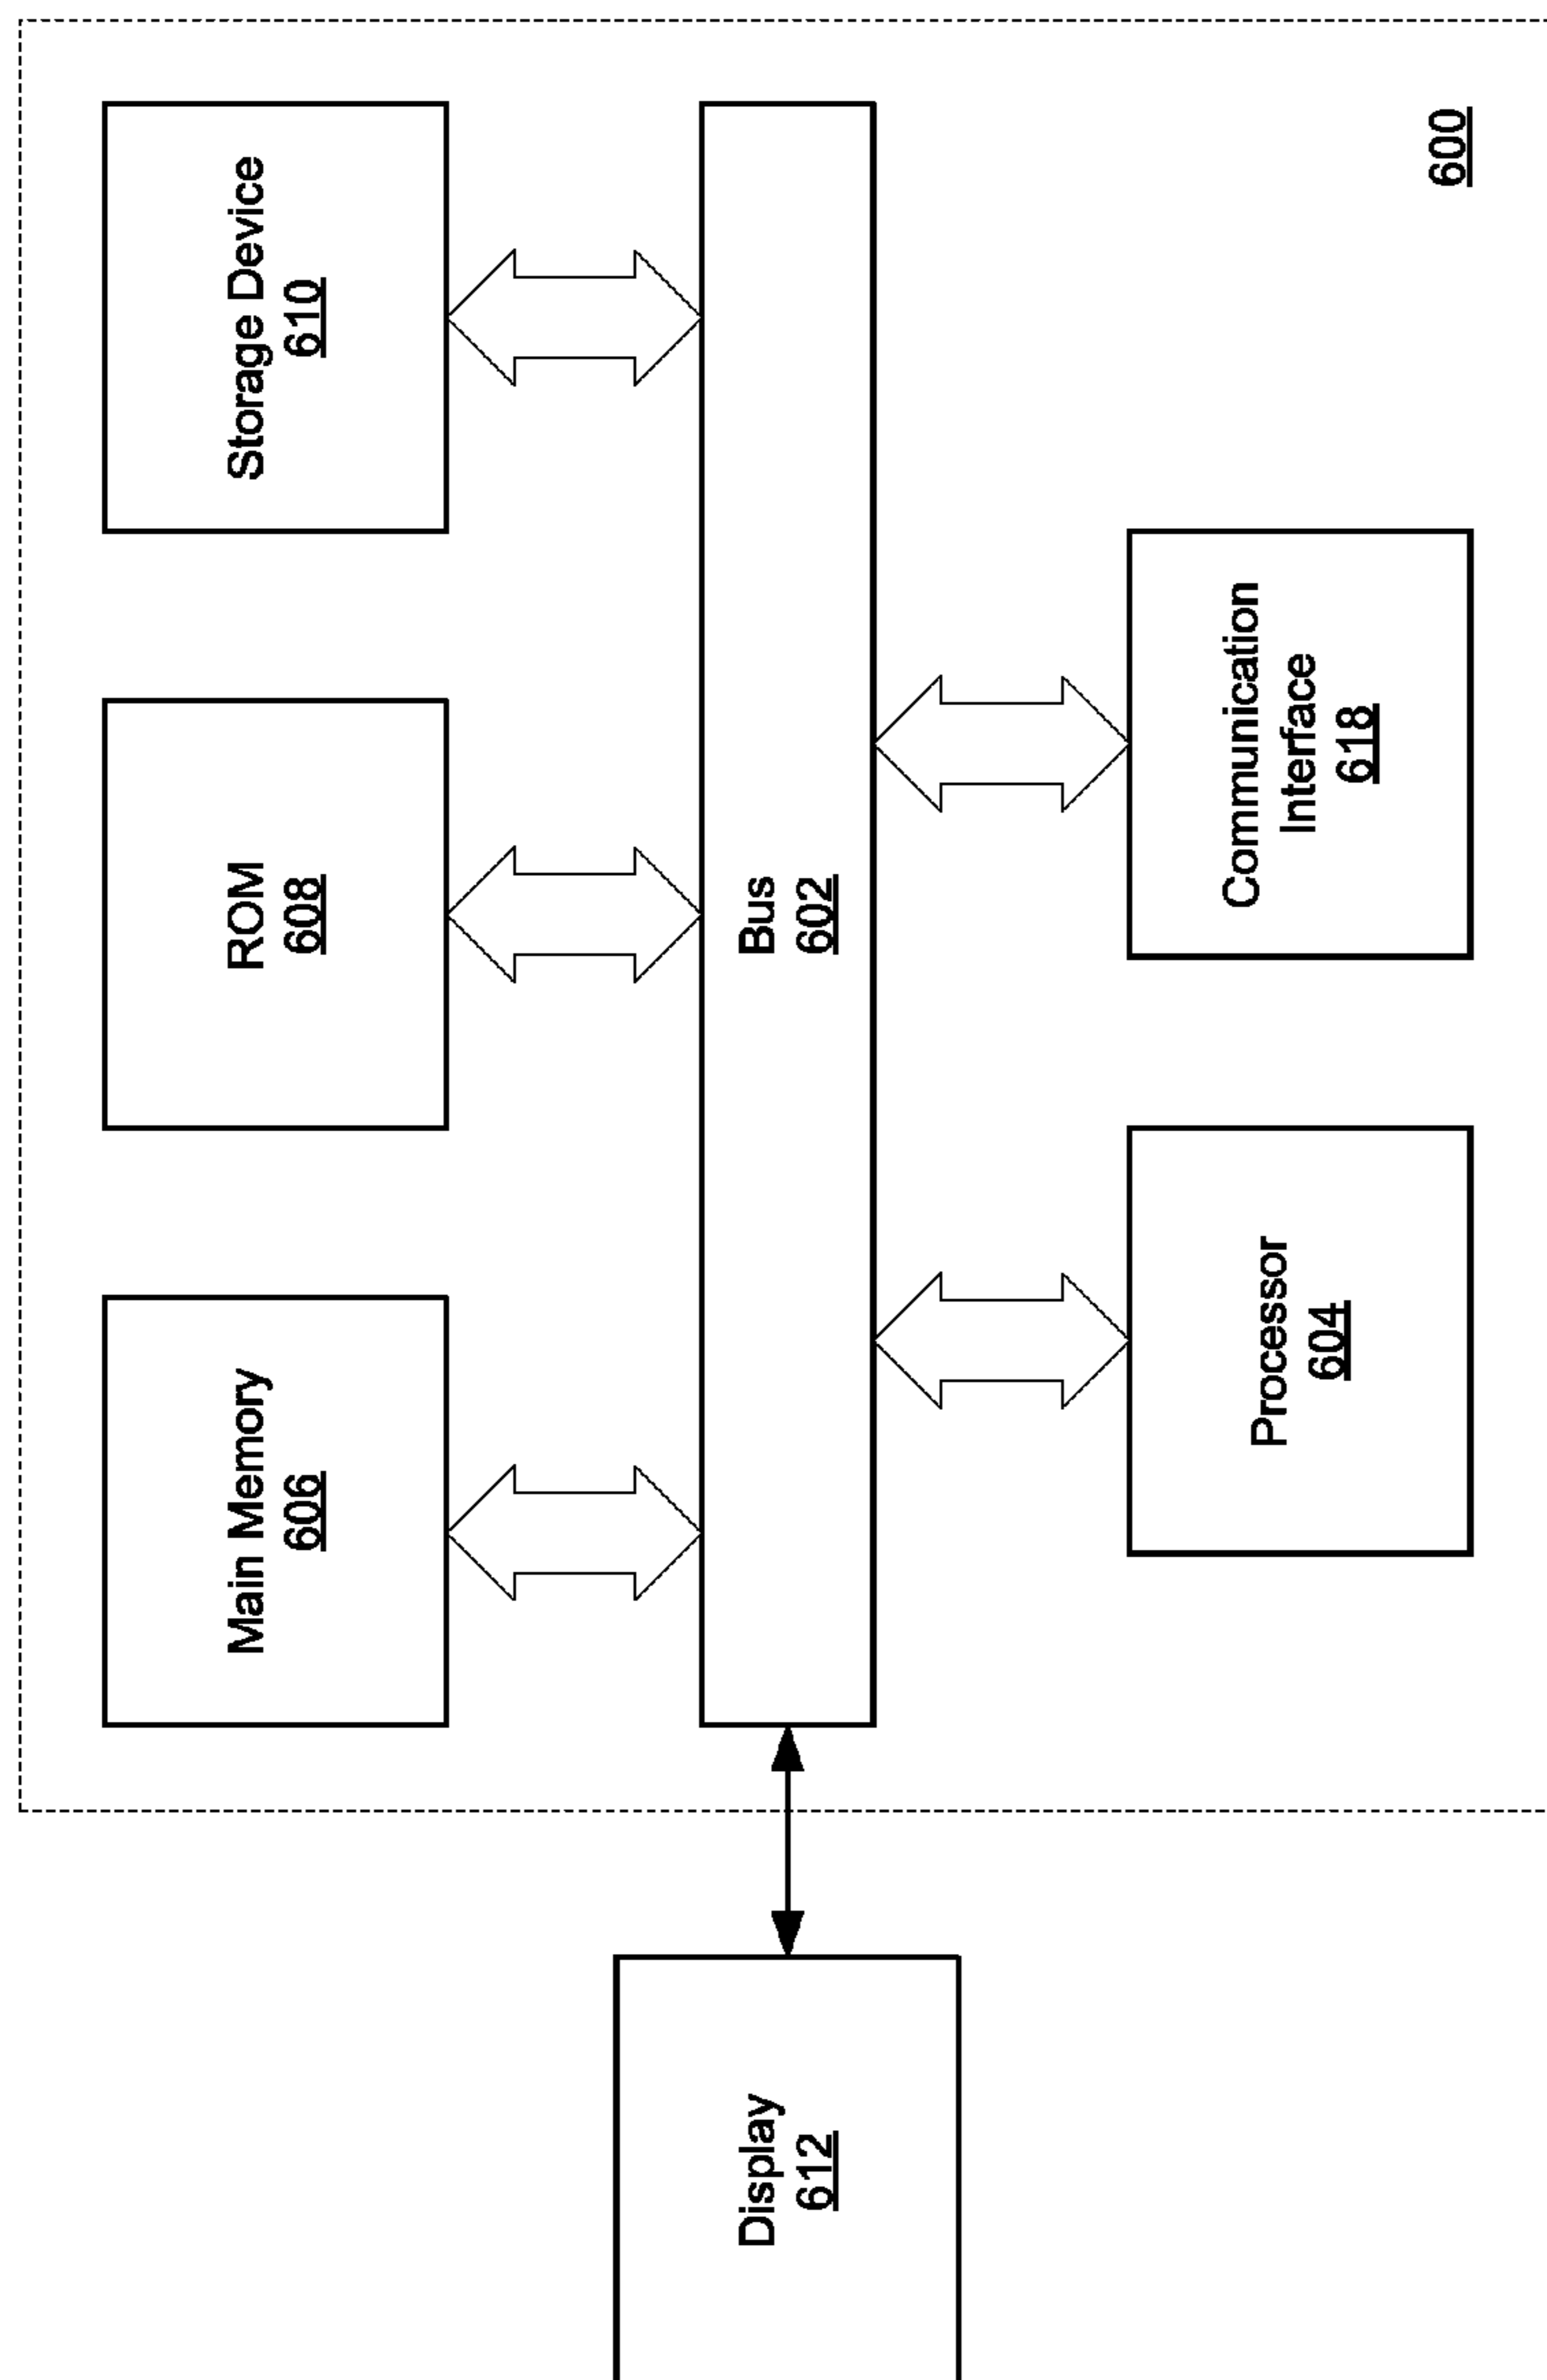 Main Memory
606
ROM
608
Storage Device
610
Display
612
Bus
602
Processor
604
Communication
Interface
618
600